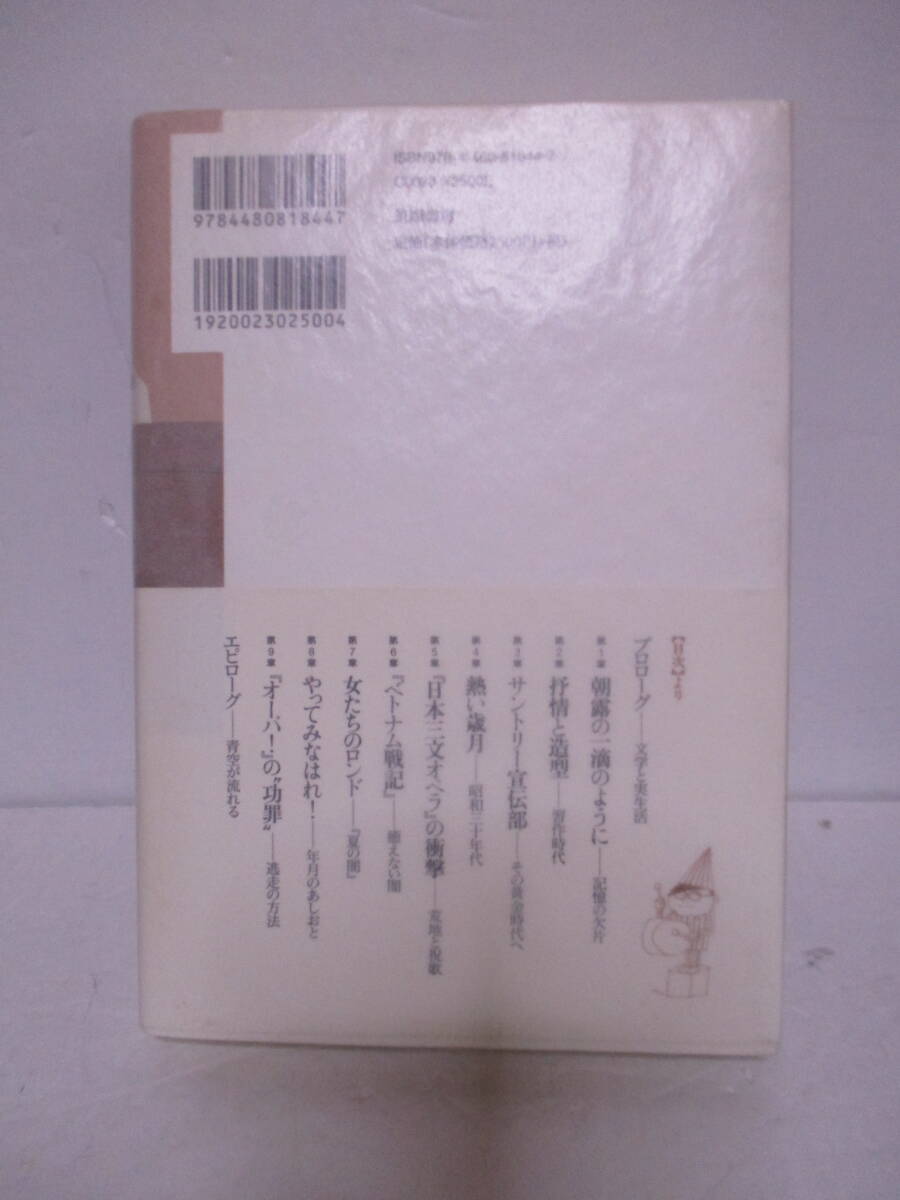 9784480818447
1920023025004
ISBN978-4-480-81844-7
【目次】より
プロローグ——文学と実生活
第1章 朝露の一滴のように——記憶の欠片
第2章 抒情と造型——習作時代
第3章 サントリー宣伝部——その黄金時代へ
第4章 熱い歳月——昭和三十年代
第5章 『日本三文オペラ』の衝撃——荒地と祝歌
第6章 『ベトナム戦記』——癒えない闇
第7章 女たちのロンド——『夏の闇』
第8章 やってみなはれ!——年月のあしおと
第9章 『オーパ!』の〝功罪〟——逃走の方法
エピローグ——青空が流れる